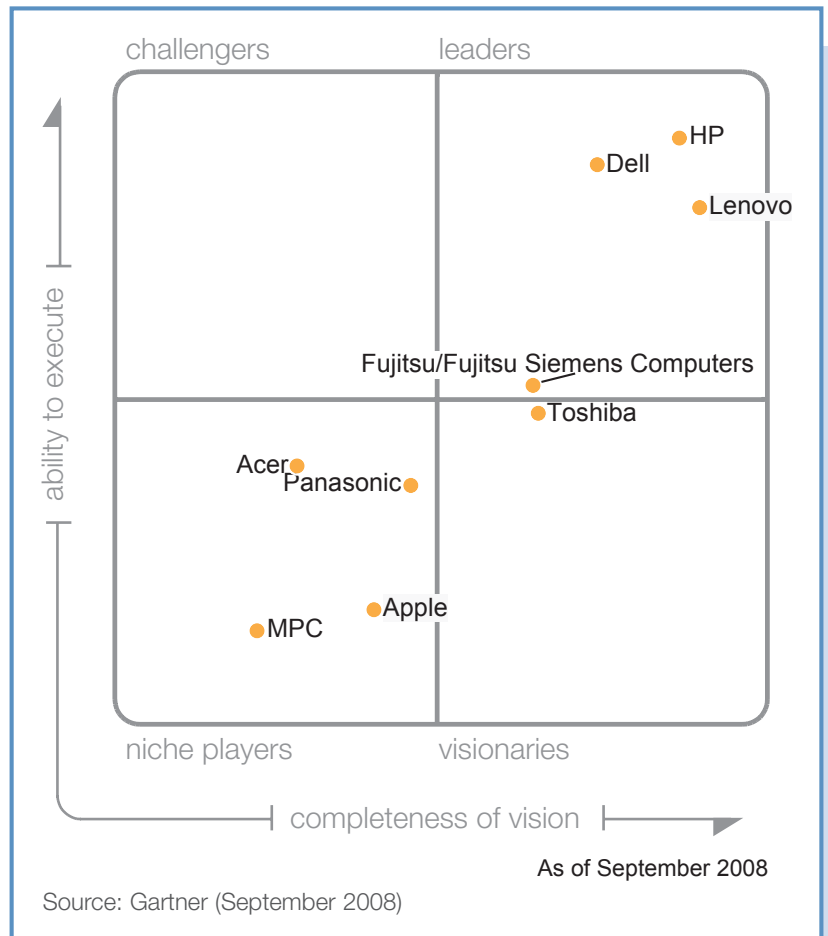 challengers
leaders
HP
Dell
Lenovo
ability to execute
Fujitsu/Fujitsu Siemens Computers
Toshiba
Acer
Panasonic
Apple
MPC
niche players
visionaries
completeness of vision
As of September 2008
Source: Gartner (September 2008)